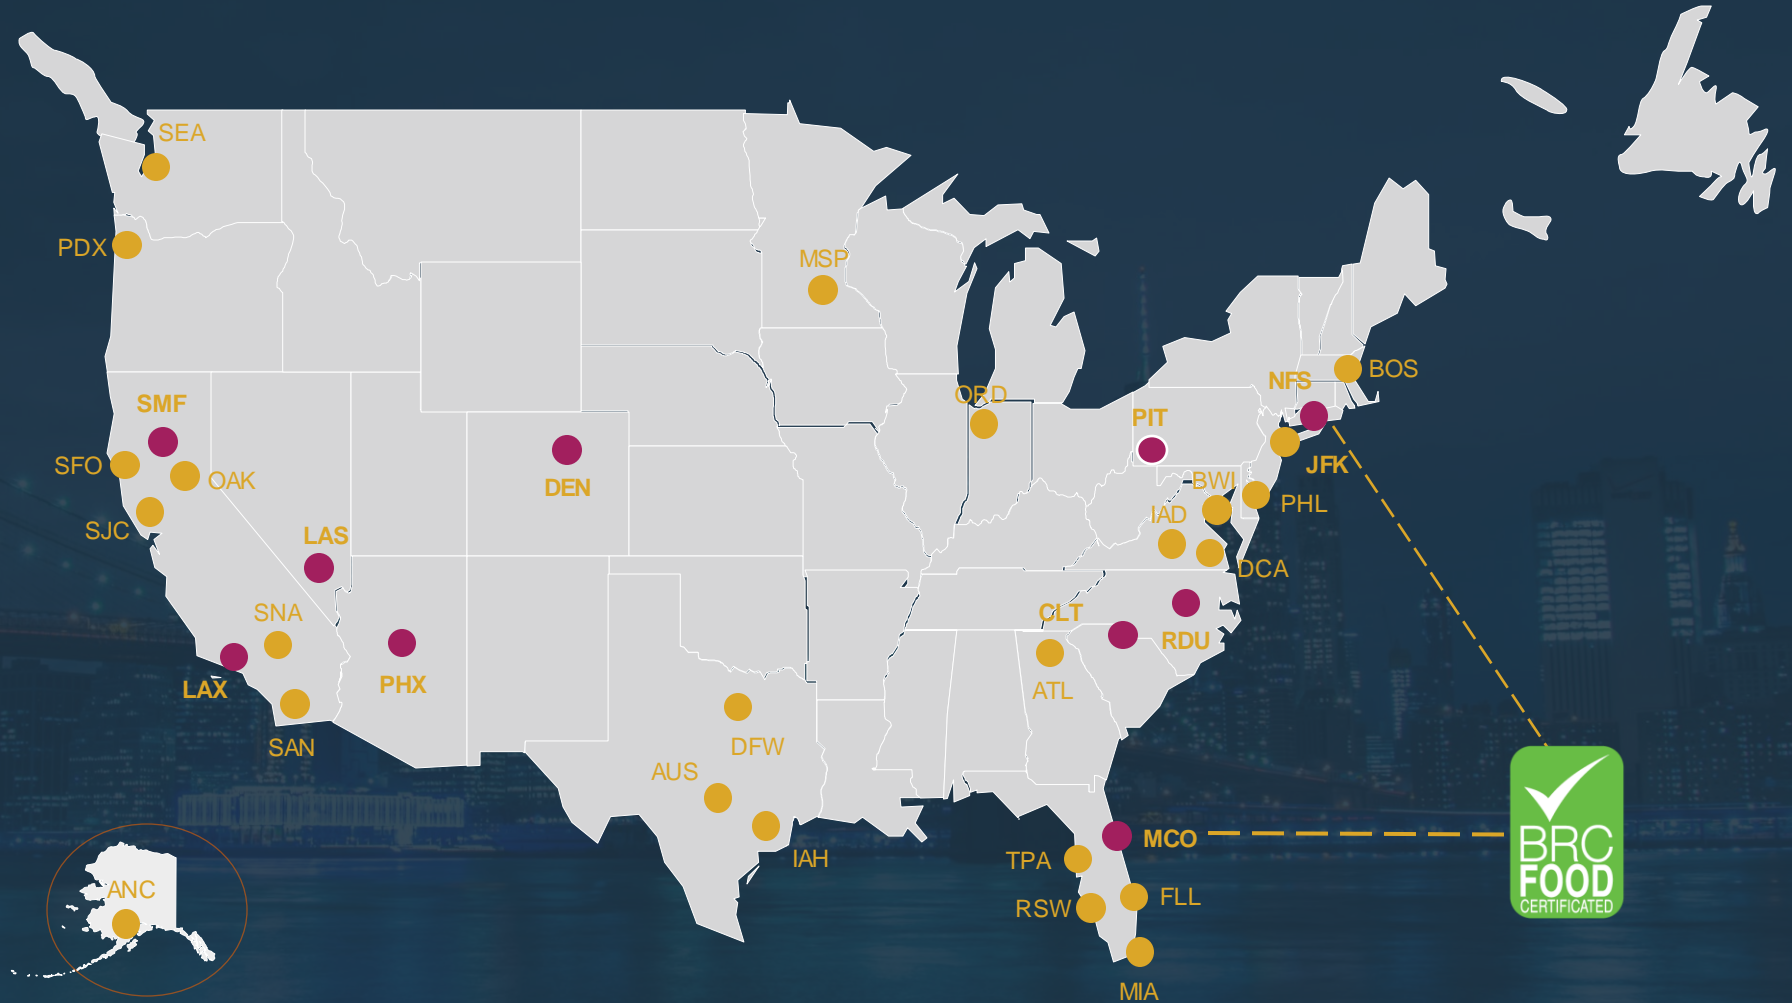 SEA
PDX
MSP
ORD
BOS
NFS
SMF
PIT
SFO
OAK
DEN
JFK
BWI
PHL
SJC
IAD
LAS
DCA
SNA
CLT
RDU
LAX
PHX
ATL
SAN
DFW
AUS
IAH
MCO
TPA
ANC
FLL
RSW
MIA
BRC
FOOD
CERTIFICATED